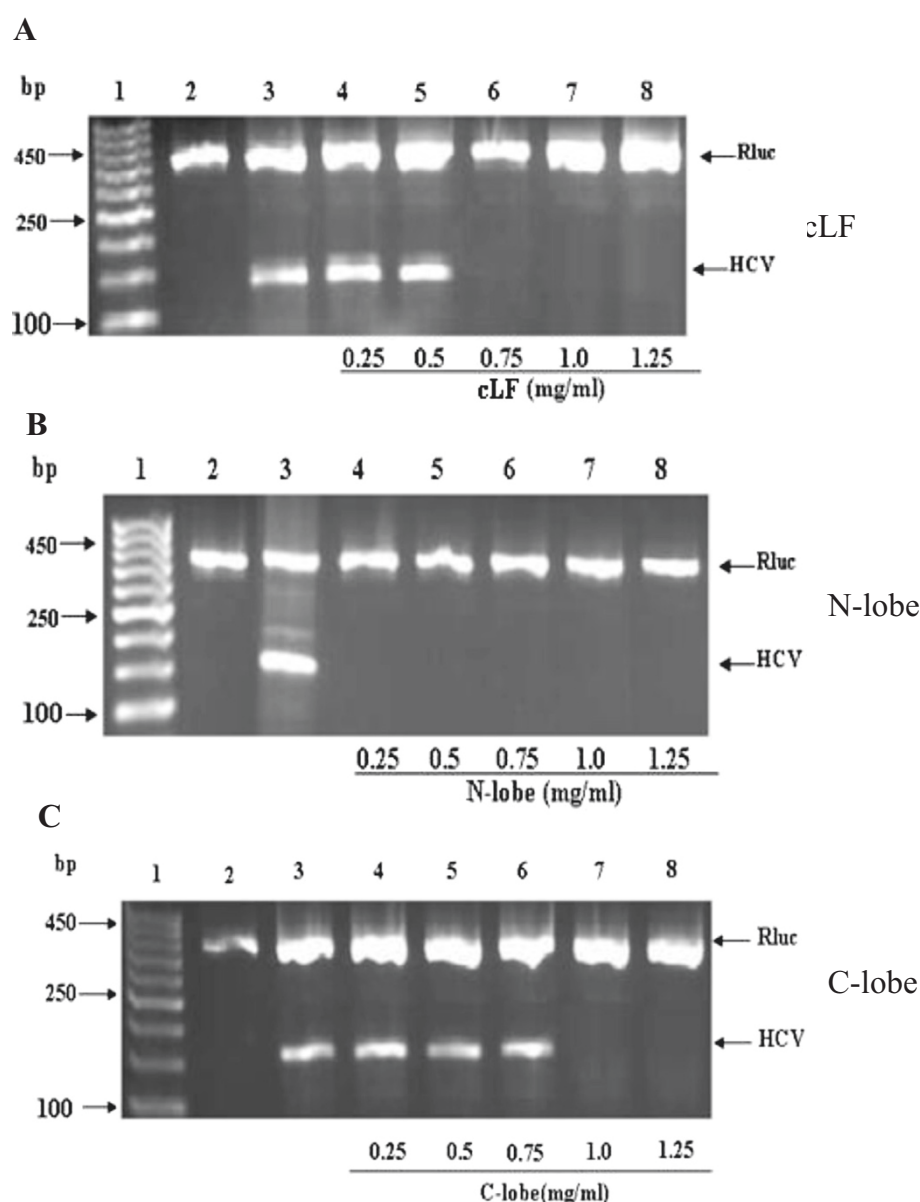 A
bp 1 2 3 4 5 6 7 8
450
Rluc
250
cLF
HCV
100
0.25 0.5 0.75 1.0 1.25
cLF (mg/ml)
B
bp 1 2 3 4 5 6 7 8
450
Rluc
250
N-lobe
HCV
100
0.25 0.5 0.75 1.0 1.25
N-lobe (mg/ml)
C
bp 1 2 3 4 5 6 7 8
450
Rluc
250
C-lobe
HCV
100
0.25 0.5 0.75 1.0 1.25
C-lobe(mg/ml)